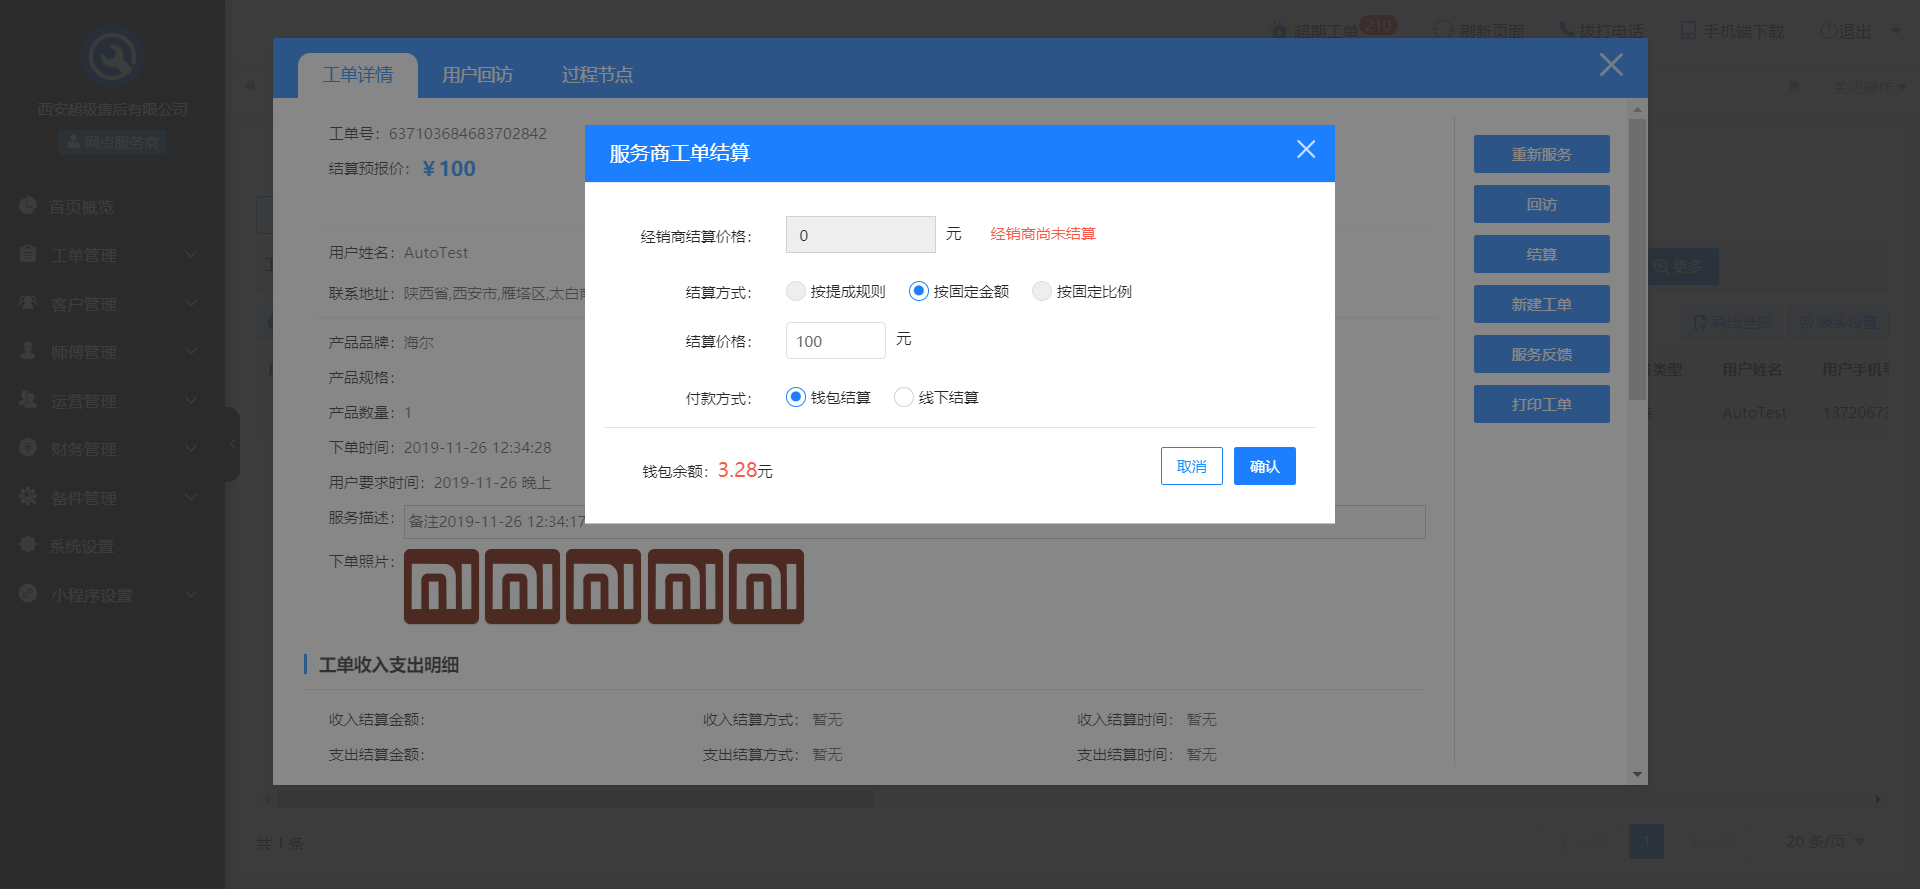 超期工单 210 刷新页面 拨打电话 手机端下载 退出
关闭操作
西安超级售后有限公司
网点服务商
首页概览
工单管理
客户管理
师傅管理
运营管理
财务管理
备件管理
系统设置
小程序设置
工单详情 用户回访 过程节点
工单号：637103684683702842
结算预报价：¥100
用户姓名：AutoTest
联系地址：陕西省,西安市,雁塔区,太白南
产品品牌：海尔
产品规格：
产品数量：1
下单时间：2019-11-26 12:34:28
用户要求时间：2019-11-26 晚上
服务描述：备注2019-11-26 12:34:17
下单照片：
工单收入支出明细
收入结算金额： 收入结算方式：暂无 收入结算时间：暂无
支出结算金额： 支出结算方式：暂无 支出结算时间：暂无
重新服务
回访
结算
新建工单
服务反馈
打印工单
服务商工单结算
经销商结算价格：0 元 经销商尚未结算
结算方式：按提成规则 按固定金额 按固定比例
结算价格：100 元
付款方式：钱包结算 线下结算
钱包余额：3.28元
取消 确认
更多
导出全部 表头设置
类型 用户姓名 用户手机号
AutoTest 1372067
共 1 条
上一页 1 下一页 20 条/页